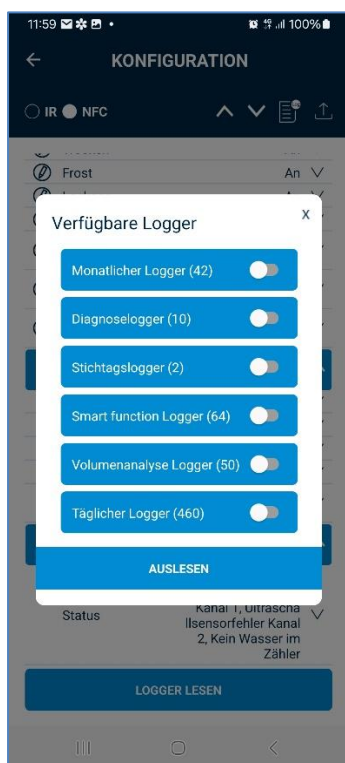 11:59
100%
KONFIGURATION
IR
NFC
Frost
An
Verfügbare Logger
X
Monatlicher Logger (42)
Diagnoselogger (10)
Stichtagslogger (2)
Smart function Logger (64)
Volumenanalyse Logger (50)
Täglicher Logger (460)
AUSLESEN
Status
Kanal 1, Ultrascha
llsensorfehler Kanal
2, Kein Wasser im
Zähler
LOGGER LESEN